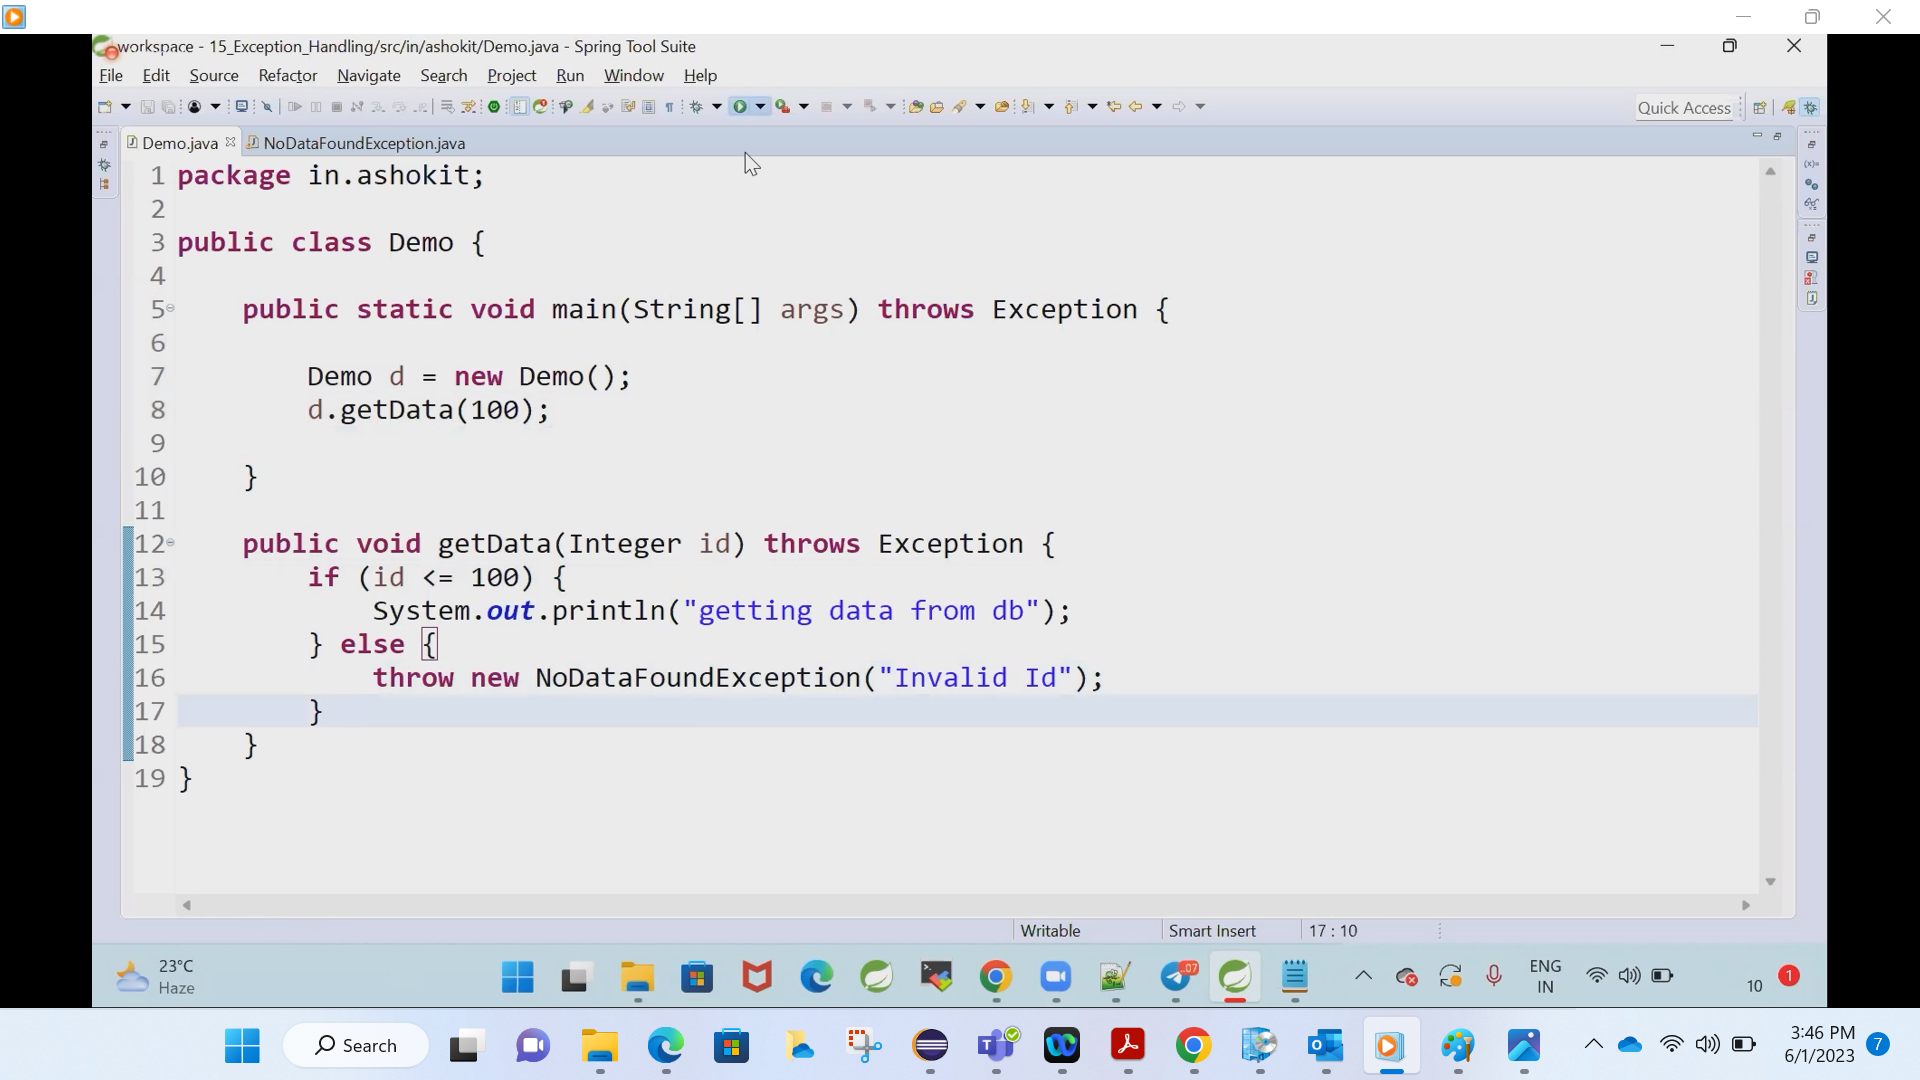 workspace - 15_Exception_Handling/src/in/ashokit/Demo.java - Spring Tool Suite
File Edit Source Refactor Navigate Search Project Run Window Help
Quick Access
Demo.java NoDataFoundException.java
1 package in.ashokit;
2
3 public class Demo {
4
5 public static void main(String[] args) throws Exception {
6
7 Demo d = new Demo();
8 d.getData(100);
9
10 }
11
12 public void getData(Integer id) throws Exception {
13 if (id <= 100) {
14 System.out.println("getting data from db");
15 } else {
16 throw new NoDataFoundException("Invalid Id");
17 }
18 }
19 }
Writable Smart Insert 17 : 10
23°C
Haze
.07
ENG
IN
10 1
Search
3:46 PM
6/1/2023
7